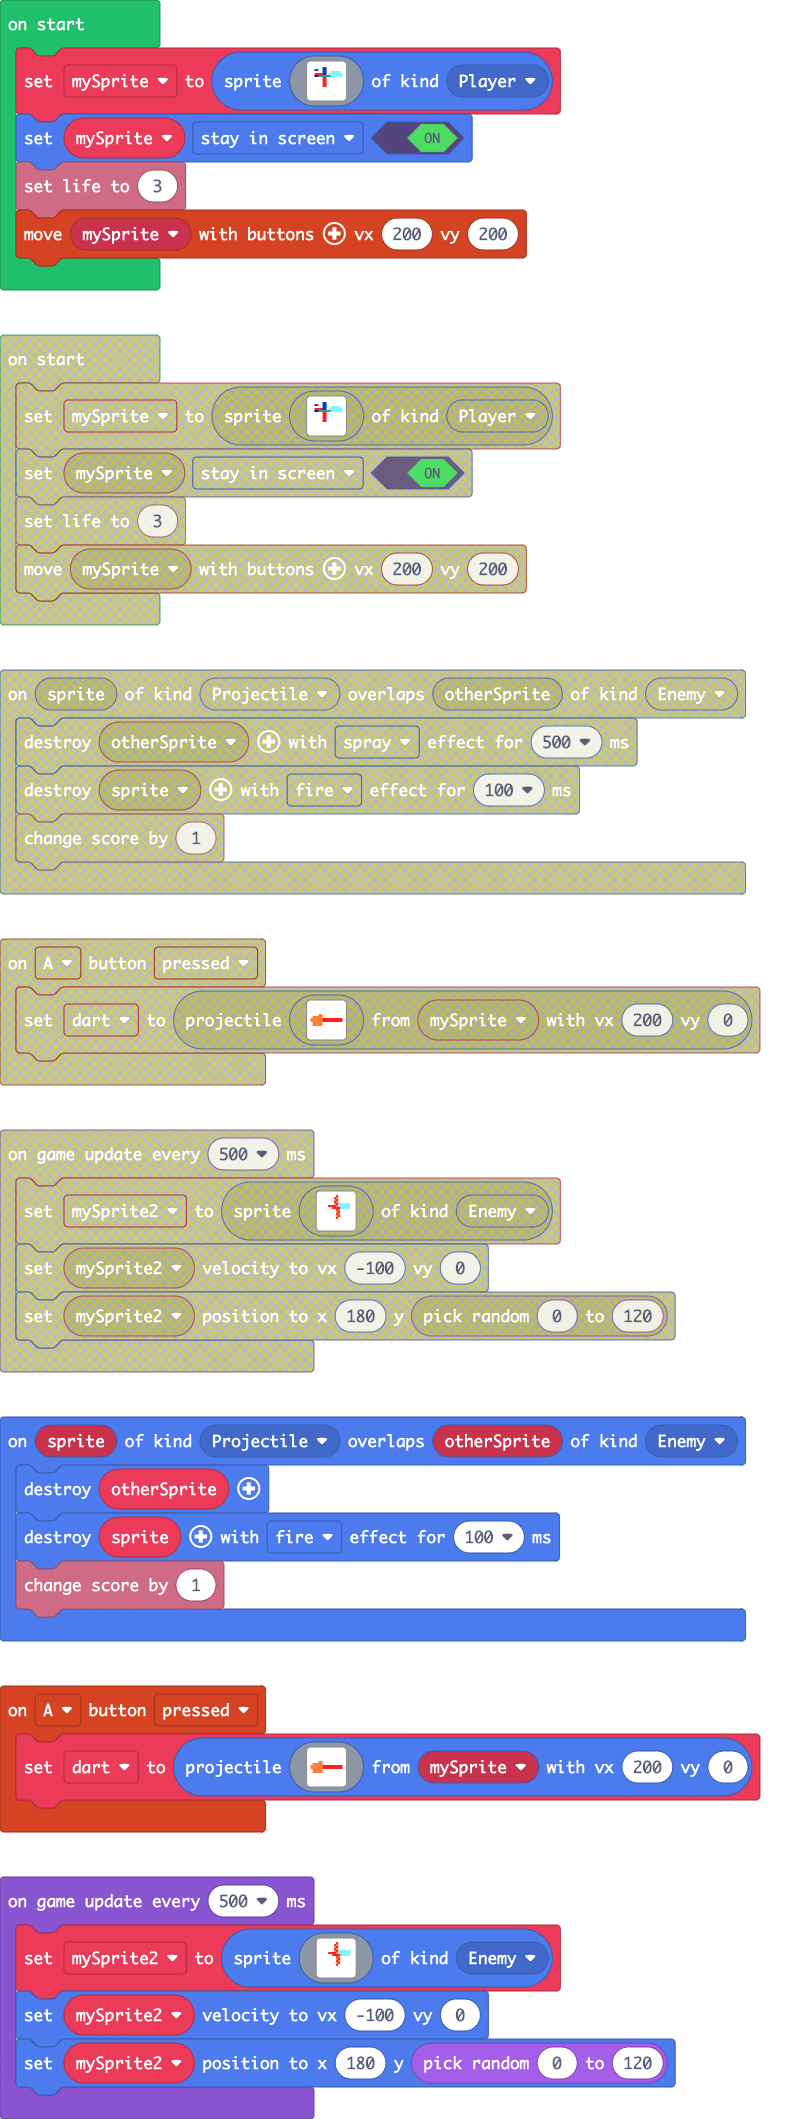 on start
set mySprite to sprite of kind Player
set mySprite stay in screen ON
set life to 3
move mySprite with buttons vx 200 vy 200
on start
set mySprite to sprite of kind Player
set mySprite stay in screen ON
set life to 3
move mySprite with buttons vx 200 vy 200
on sprite of kind Projectile overlaps otherSprite of kind Enemy
destroy otherSprite with spray effect for 500 ms
destroy sprite with fire effect for 100 ms
change score by 1
on A button pressed
set dart to projectile from mySprite with vx 200 vy 0
on game update every 500 ms
set mySprite2 to sprite of kind Enemy
set mySprite2 velocity to vx -100 vy 0
set mySprite2 position to x 180 y pick random 0 to 120
on sprite of kind Projectile overlaps otherSprite of kind Enemy
destroy otherSprite
destroy sprite with fire effect for 100 ms
change score by 1
on A button pressed
set dart to projectile from mySprite with vx 200 vy 0
on game update every 500 ms
set mySprite2 to sprite of kind Enemy
set mySprite2 velocity to vx -100 vy 0
set mySprite2 position to x 180 y pick random 0 to 120